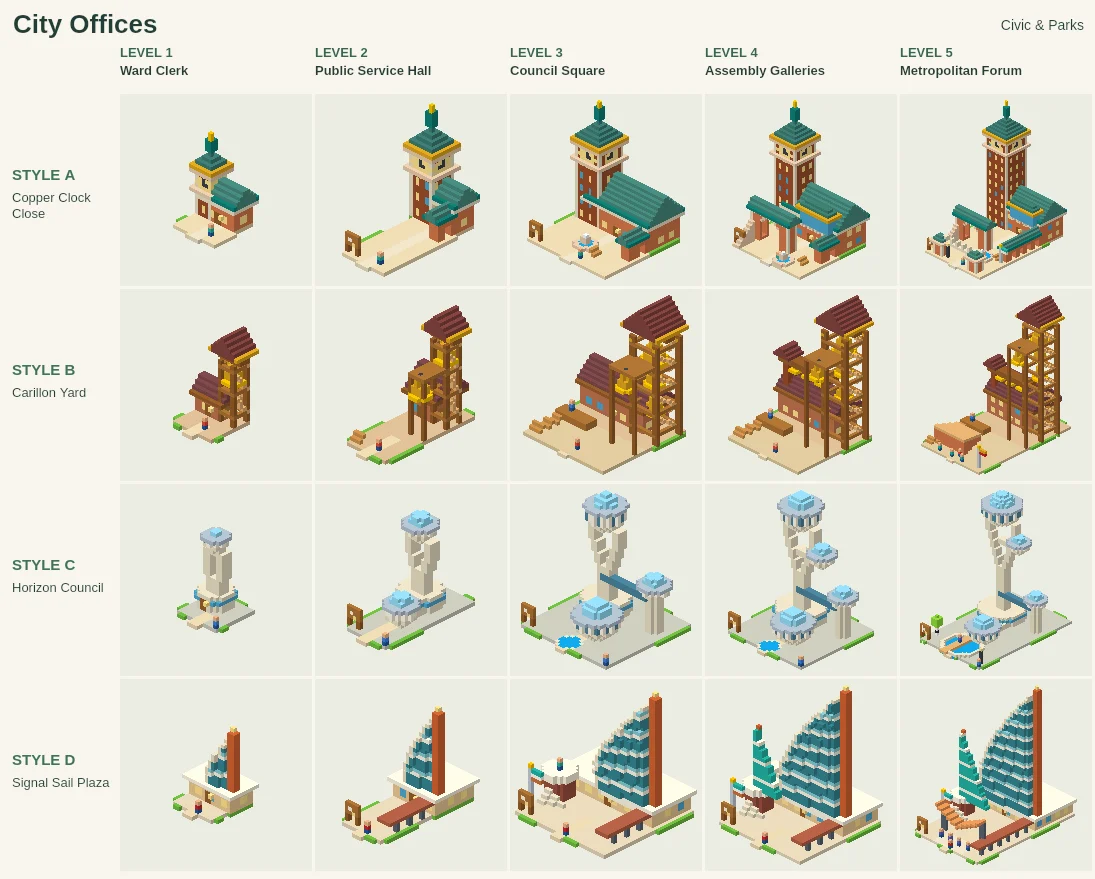 City Offices
Civic & Parks
LEVEL 1
Ward Clerk
LEVEL 2
Public Service Hall
LEVEL 3
Council Square
LEVEL 4
Assembly Galleries
LEVEL 5
Metropolitan Forum
STYLE A
Copper Clock
Close
STYLE B
Carillon Yard
STYLE C
Horizon Council
STYLE D
Signal Sail Plaza